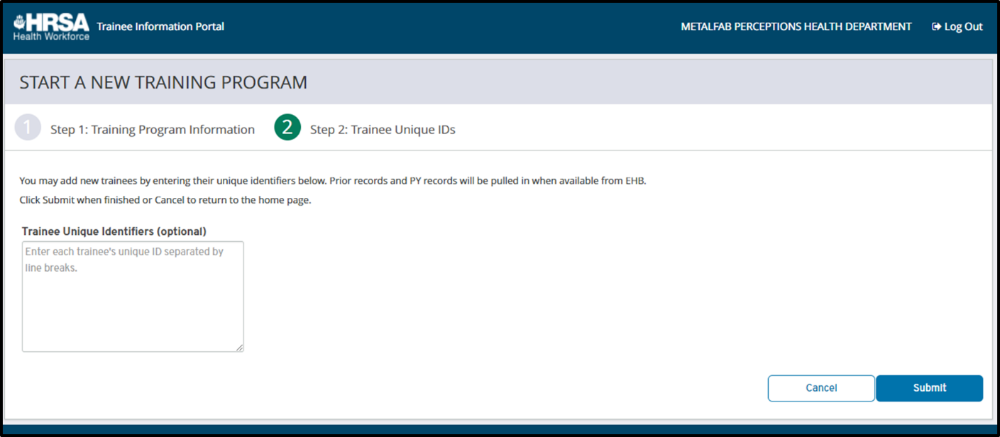 HRSA
Health Workforce
Trainee Information Portal
METALFAB PERCEPTIONS HEALTH DEPARTMENT
Log Out
START A NEW TRAINING PROGRAM
1 Step 1: Training Program Information
2 Step 2: Trainee Unique IDs
You may add new trainees by entering their unique identifiers below. Prior records and PY records will be pulled in when available from EHB.
Click Submit when finished or Cancel to return to the home page.
Trainee Unique Identifiers (optional)
Enter each trainee's unique ID separated by
line breaks.
Cancel
Submit